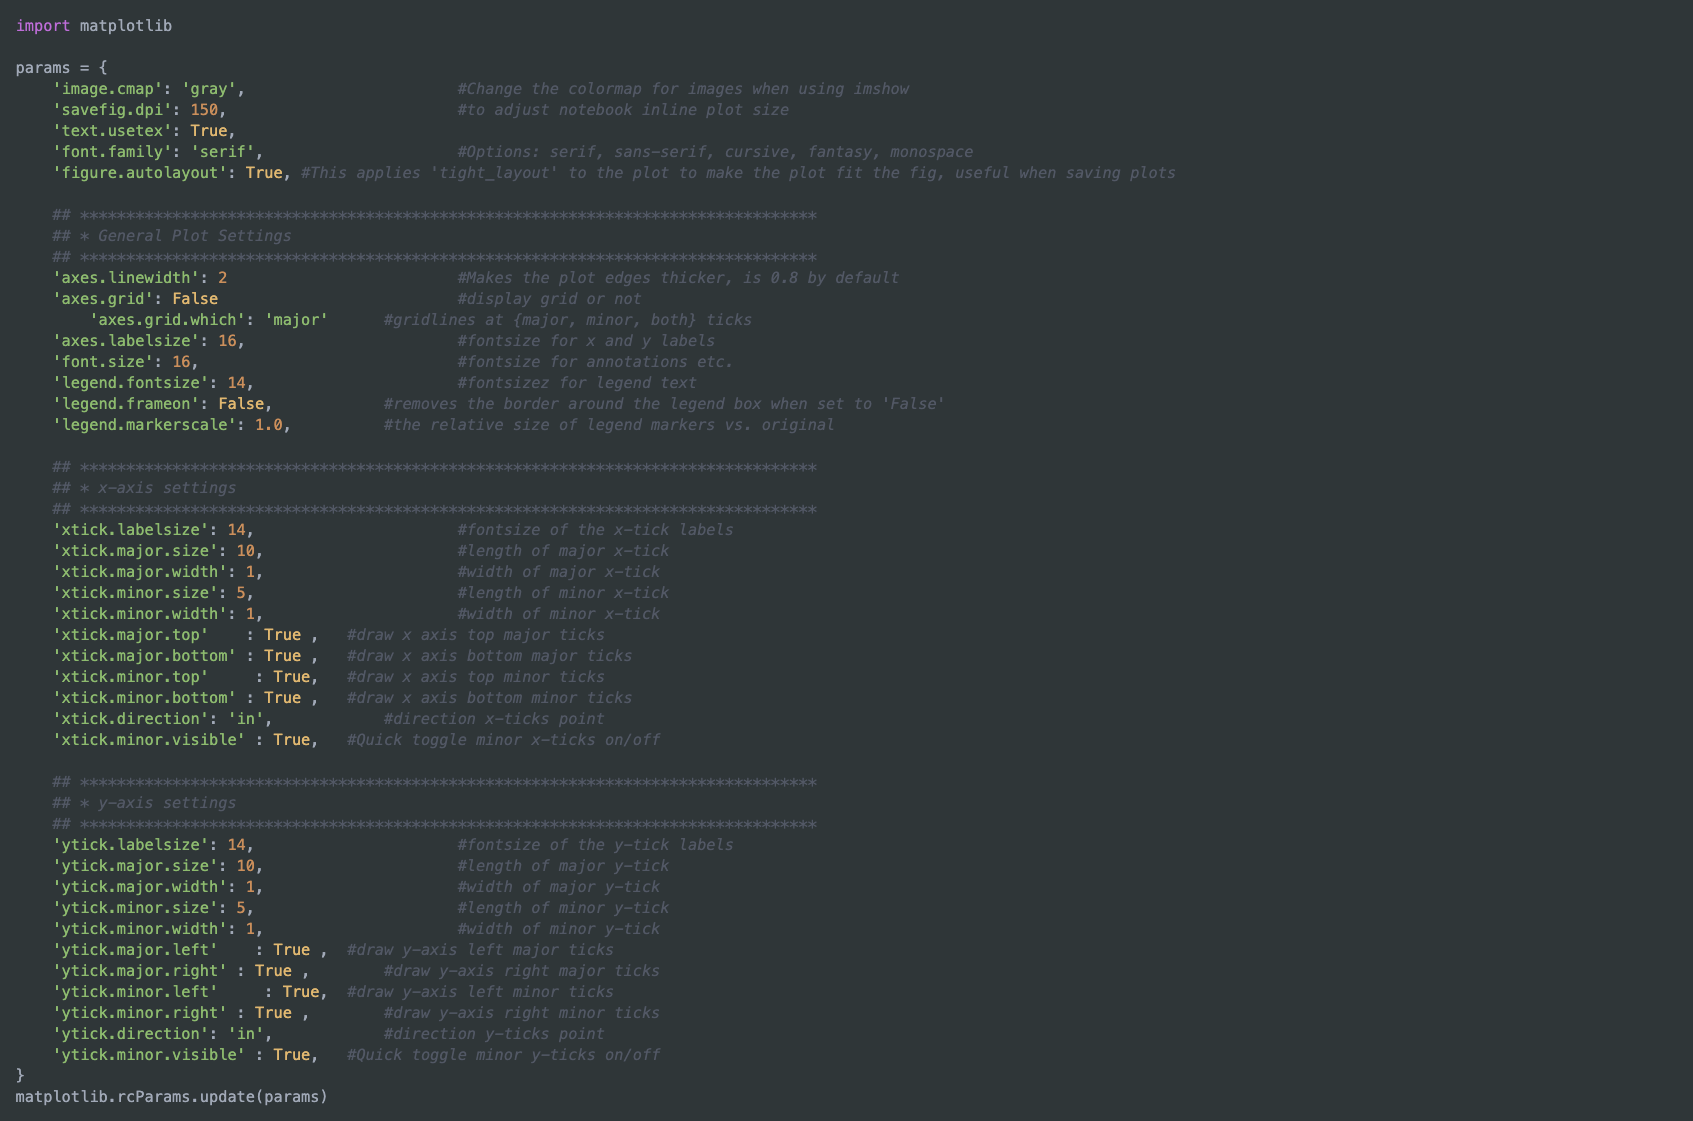 import matplotlib
params = {
'image.cmap': 'gray', #Change the colormap for images when using imshow
'savefig.dpi': 150, #to adjust notebook inline plot size
'text.usetex': True,
'font.family': 'serif', #Options: serif, sans-serif, cursive, fantasy, monospace
'figure.autolayout': True, #This applies 'tight_layout' to the plot to make the plot fit the fig, useful when saving plots
## ********************************************************************************
## * General Plot Settings
## ********************************************************************************
'axes.linewidth': 2 #Makes the plot edges thicker, is 0.8 by default
'axes.grid': False #display grid or not
'axes.grid.which': 'major' #gridlines at {major, minor, both} ticks
'axes.labelsize': 16, #fontsize for x and y labels
'font.size': 16, #fontsize for annotations etc.
'legend.fontsize': 14, #fontsizez for legend text
'legend.frameon': False, #removes the border around the legend box when set to 'False'
'legend.markerscale': 1.0, #the relative size of legend markers vs. original
## ********************************************************************************
## * x-axis settings
## ********************************************************************************
'xtick.labelsize': 14, #fontsize of the x-tick labels
'xtick.major.size': 10, #length of major x-tick
'xtick.major.width': 1, #width of major x-tick
'xtick.minor.size': 5, #length of minor x-tick
'xtick.minor.width': 1, #width of minor x-tick
'xtick.major.top' : True , #draw x axis top major ticks
'xtick.major.bottom' : True , #draw x axis bottom major ticks
'xtick.minor.top' : True, #draw x axis top minor ticks
'xtick.minor.bottom' : True , #draw x axis bottom minor ticks
'xtick.direction': 'in', #direction x-ticks point
'xtick.minor.visible' : True, #Quick toggle minor x-ticks on/off
## ********************************************************************************
## * y-axis settings
## ********************************************************************************
'ytick.labelsize': 14, #fontsize of the y-tick labels
'ytick.major.size': 10, #length of major y-tick
'ytick.major.width': 1, #width of major y-tick
'ytick.minor.size': 5, #length of minor y-tick
'ytick.minor.width': 1, #width of minor y-tick
'ytick.major.left' : True , #draw y-axis left major ticks
'ytick.major.right' : True , #draw y-axis right major ticks
'ytick.minor.left' : True, #draw y-axis left minor ticks
'ytick.minor.right' : True , #draw y-axis right minor ticks
'ytick.direction': 'in', #direction y-ticks point
'ytick.minor.visible' : True, #Quick toggle minor y-ticks on/off
}
matplotlib.rcParams.update(params)